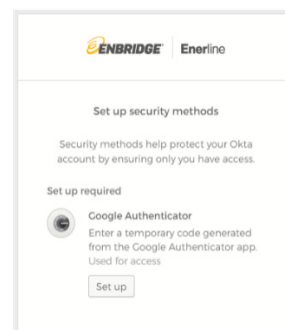 ENBRIDGE Enerline
Set up security methods
Security methods help protect your Okta
account by ensuring only you have access.
Set up required
Google Authenticator
Enter a temporary code generated
from the Google Authenticator app.
Used for access
Set up